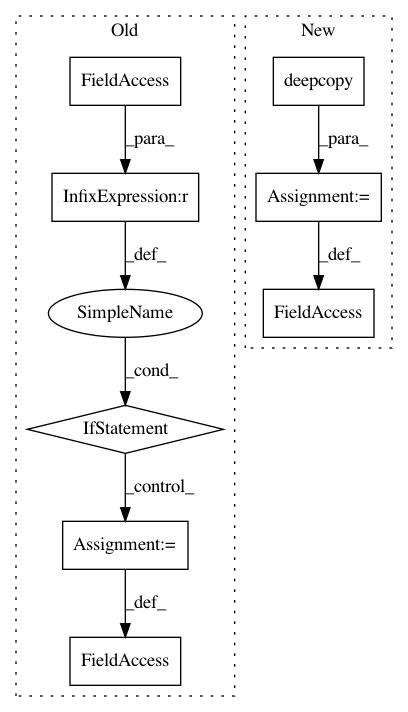 Old
New
FieldAccess
deepcopy
_para_
_para_
InfixExpression:r
Assignment:=
_def_
_def_
SimpleName
FieldAccess
_cond_
IfStatement
_control_
Assignment:=
_def_
FieldAccess